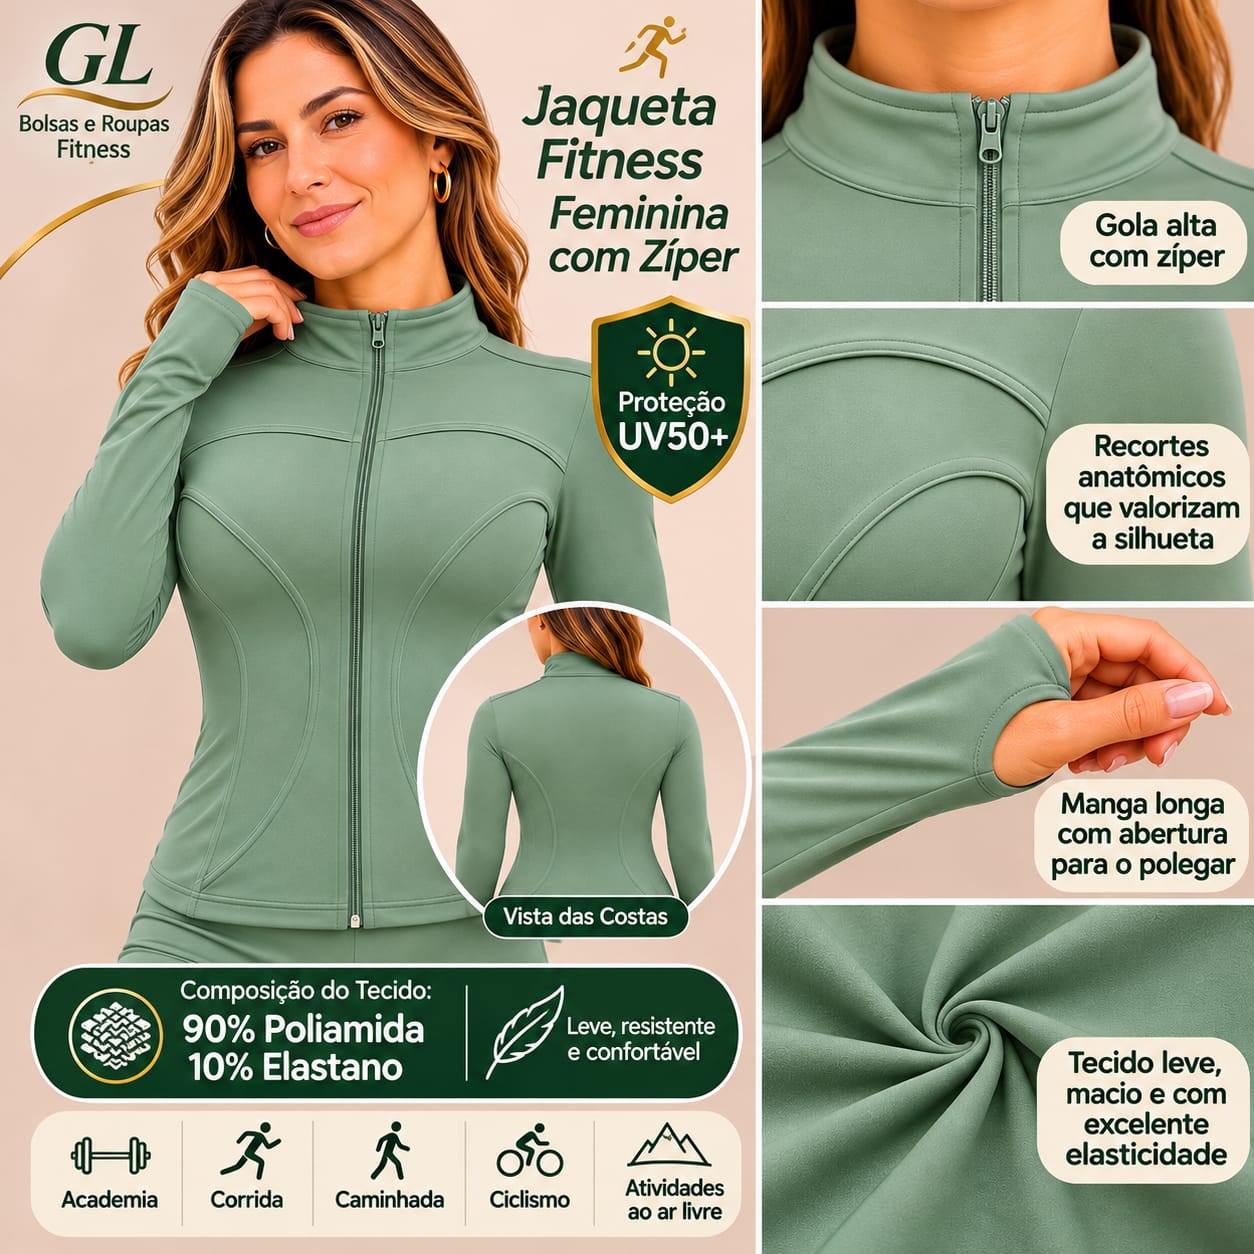 GL
Bolsas e Roupas
Fitness
Jaqueta
Fitness
Feminina
com Zíper
Proteção
UV50+
Vista das Costas
Composição do Tecido:
90% Poliamida
10% Elastano
Leve, resistente
e confortável
Academia
Corrida
Caminhada
Ciclismo
Atividades
ao ar livre
Gola alta
com zíper
Recortes
anatômicos
que valorizam
a silhueta
Manga longa
com abertura
para o polegar
Tecido leve,
macio e com
excelente
elasticidade